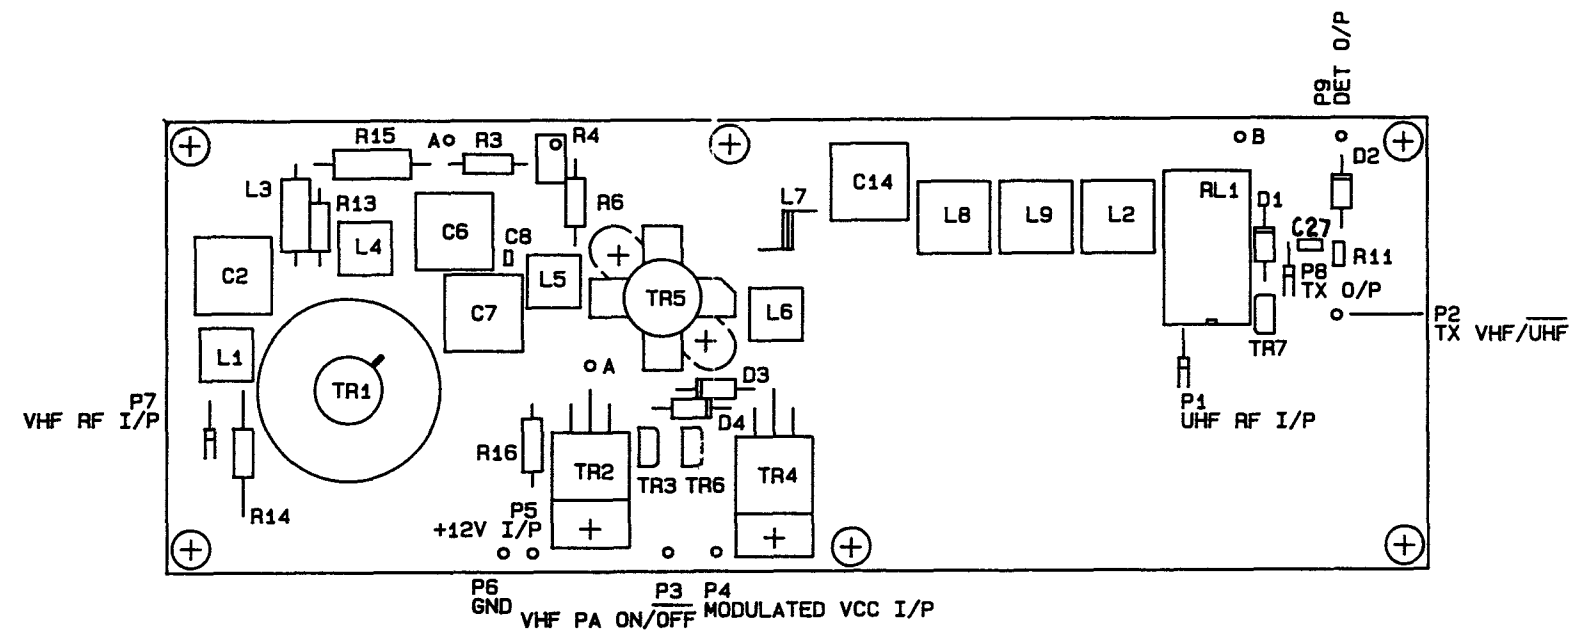 P9
DET O/P
R15
A
R3
R4
B
D2
L3
R13
R6
L7
C14
RL1
D1
L4
C6
C8
L8
L9
L2
C27
R11
C2
L5
TR5
P8
TX O/P
C7
L6
P2
TX VHF/UHF
L1
TR7
A
TR1
D3
P7
VHF RF I/P
P1
UHF RF I/P
D4
R16
TR2
TR3
TR6
TR4
R14
P5
+12V I/P
P6
GND
P3
VHF PA ON/OFF
P4
MODULATED VCC I/P